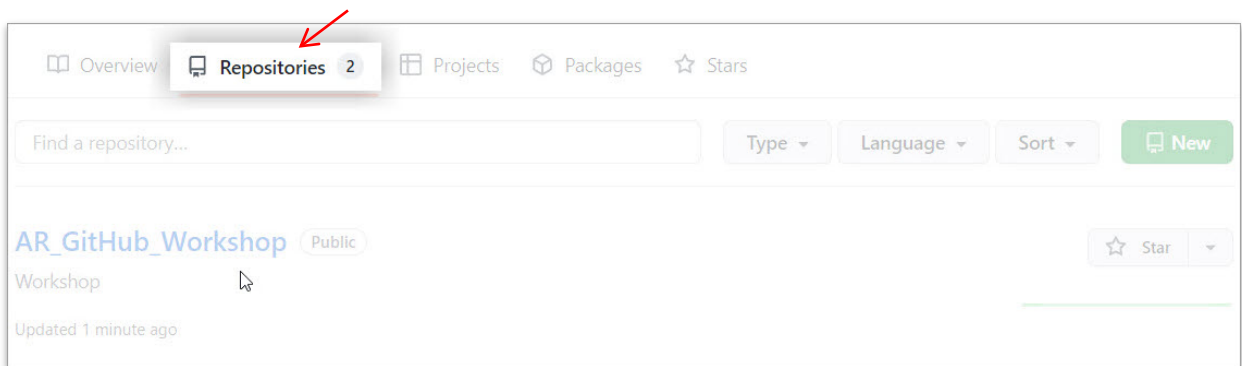 Overview Repositories 2 Projects Packages Stars
Find a repository... Type Language Sort New
AR_GitHub_Workshop Public Star
Workshop
Updated 1 minute ago